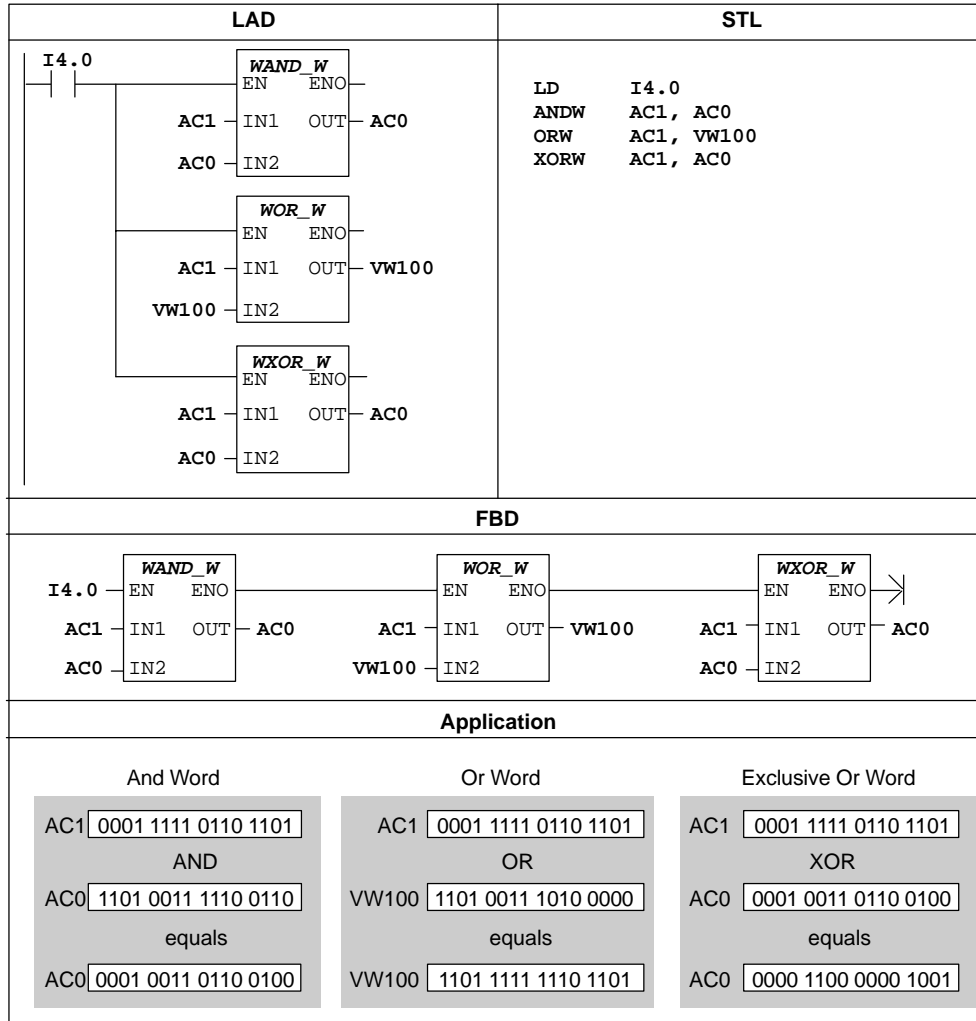 LAD
STL
I4.0
WAND_W
EN ENO
AC1 IN1 OUT AC0
AC0 IN2
WOR_W
EN ENO
AC1 IN1 OUT VW100
VW100 IN2
WXOR_W
EN ENO
AC1 IN1 OUT AC0
AC0 IN2
LD I4.0
ANDW AC1, AC0
ORW AC1, VW100
XORW AC1, AC0
FBD
WAND_W
I4.0 EN ENO
AC1 IN1 OUT AC0
AC0 IN2
WOR_W
EN ENO
AC1 IN1 OUT VW100
VW100 IN2
WXOR_W
EN ENO
AC1 IN1 OUT AC0
AC0 IN2
Application
And Word
AC1 0001 1111 0110 1101
AND
AC0 1101 0011 1110 0110
equals
AC0 0001 0011 0110 0100
Or Word
AC1 0001 1111 0110 1101
OR
VW100 1101 0011 1010 0000
equals
VW100 1101 1111 1110 1101
Exclusive Or Word
AC1 0001 1111 0110 1101
XOR
AC0 0001 0011 0110 0100
equals
AC0 0000 1100 0000 1001